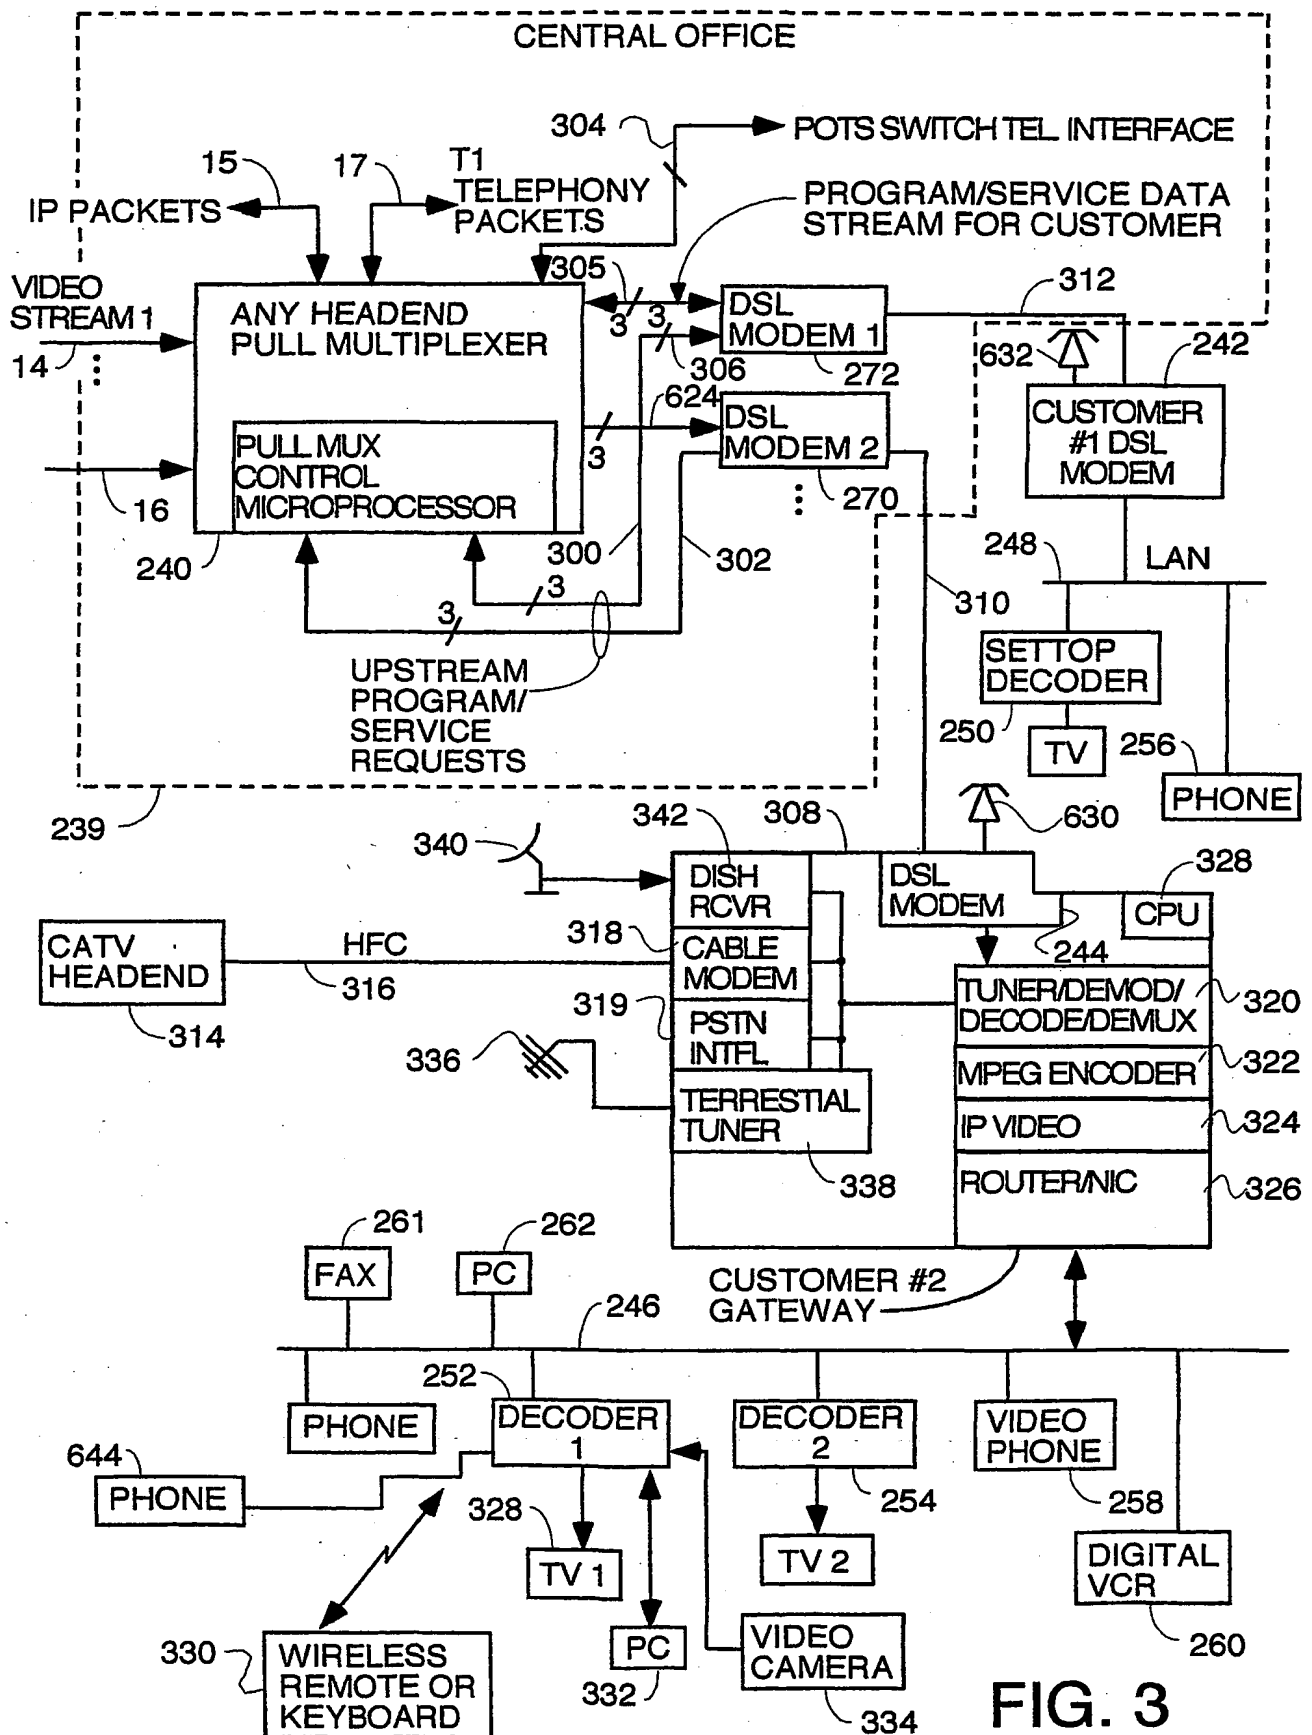 CENTRAL OFFICE
304
POTS SWITCH TEL INTERFACE
15
17
T1
TELEPHONY
PACKETS
IP PACKETS
PROGRAM/SERVICE DATA
STREAM FOR CUSTOMER
VIDEO
STREAM 1
14
ANY HEADEND
PULL MULTIPLEXER
305
3
3
DSL
MODEM 1
312
306
272
632
242
624
CUSTOMER
#1 DSL
MODEM
PULL MUX
CONTROL
MICROPROCESSOR
3
DSL
MODEM 2
16
240
300
302
270
248
LAN
3
3
310
UPSTREAM
PROGRAM/
SERVICE
REQUESTS
SETTOP
DECODER
250
TV
256
PHONE
239
340
342
308
630
DISH
RCVR
DSL
MODEM
328
CPU
CATV
HEADEND
HFC
318
CABLE
MODEM
244
316
314
319
PSTN
INTFL
TUNER/DEMOD/
DECODE/DEMUX
320
336
MPEG ENCODER
322
TERRESTIAL
TUNER
IP VIDEO
324
338
ROUTER/NIC
326
261
262
FAX
PC
CUSTOMER #2
GATEWAY
246
252
PHONE
DECODER
1
DECODER
2
VIDEO
PHONE
644
PHONE
328
254
258
TV 1
TV 2
DIGITAL
VCR
330
WIRELESS
REMOTE OR
KEYBOARD
PC
332
VIDEO
CAMERA
334
260
FIG. 3